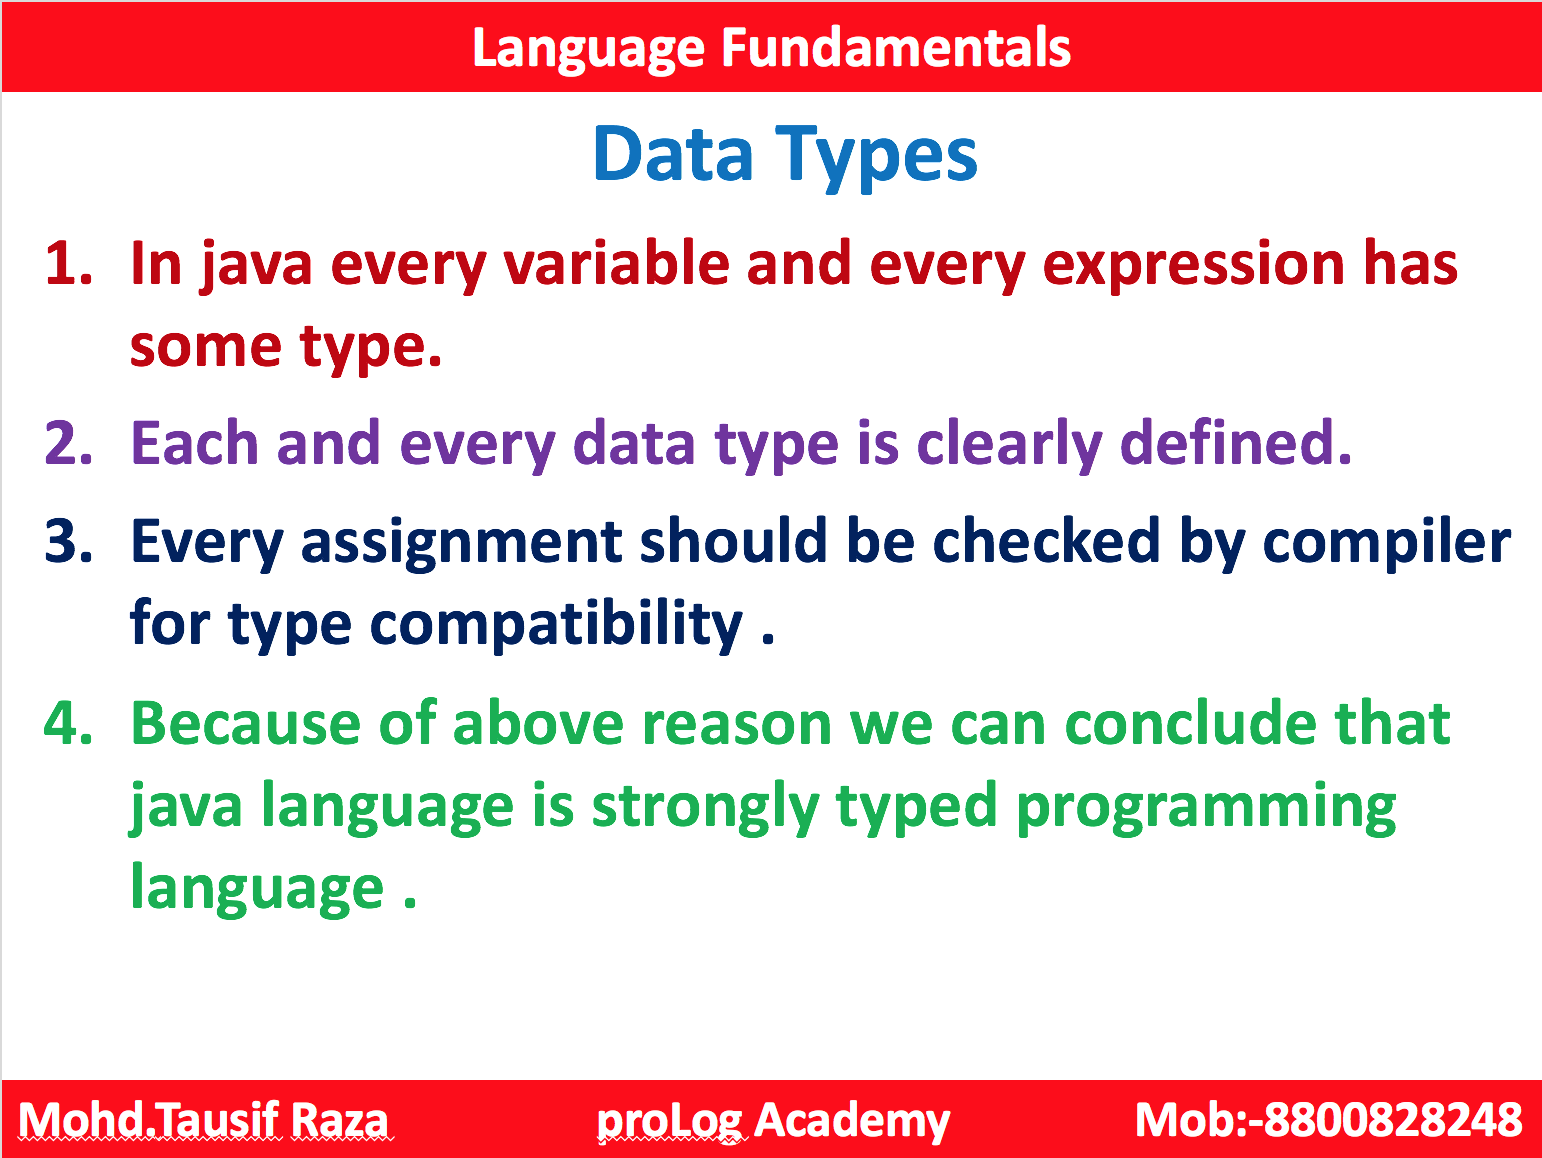 Language Fundamentals
Data Types
1. In java every variable and every expression has
some type.
2. Each and every data type is clearly defined.
3. Every assignment should be checked by compiler
for type compatibility .
4. Because of above reason we can conclude that
java language is strongly typed programming
language .
Mohd.Tausif Raza proLog Academy Mob:-8800828248